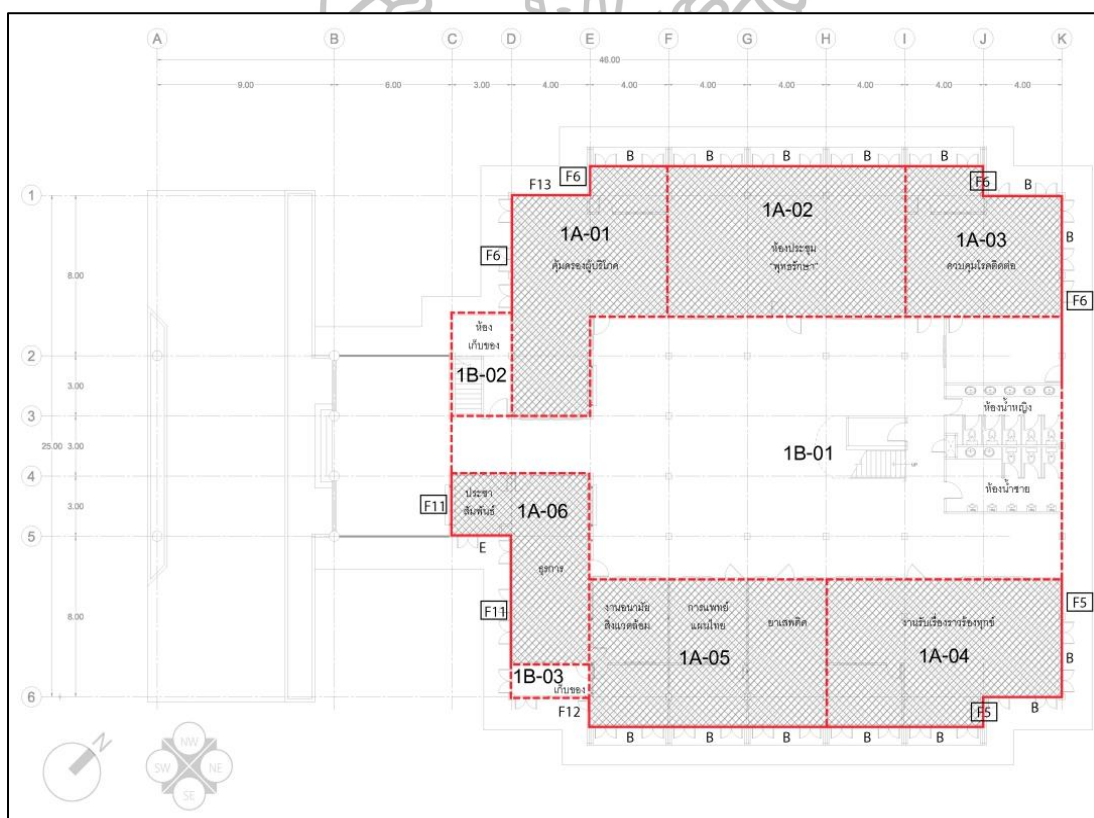 A B C D E F G H I J K
46.00
9.00 6.00 3.00 4.00 4.00 4.00 4.00 4.00 4.00 4.00
B B B B B
F13 F6 F6 B
1
1A-02
1A-01 1A-03
ห้องประชุม
"พุทธรักษา"
คุ้มครองผู้บริโภค ควบคุมโรคติดต่อ
B
F6
8.00
F6
ห้อง
เก็บของ
2
1B-02
3.00
ห้องน้ำหญิง
3
25.00 3.00
1B-01
4
ห้องน้ำชาย
ประชา
สัมพันธ์
F11 1A-06
3.00
5
E
ธุรการ
F11
8.00
งานอนามัย
สิ่งแวดล้อม
การแพทย์
แผนไทย
ยาเสพติด
งานรับเรื่องราวร้องทุกข์
F5
1A-05 1A-04
B
1B-03
เก็บของ
6
F12 F5 B
B B B B B
N
NW
SW NE
SE